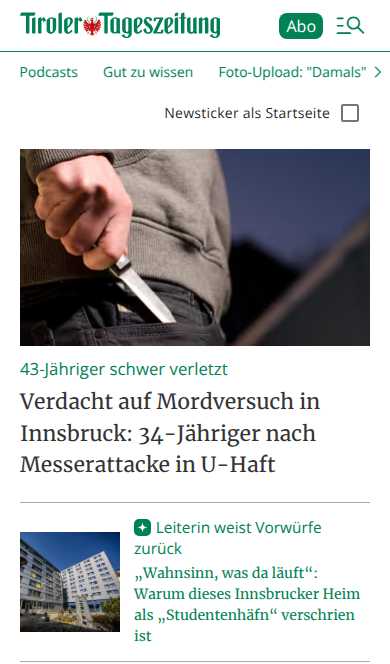 Tiroler Tageszeitung
Abo
Podcasts Gut zu wissen Foto-Upload: "Damals"
Newsticker als Startseite
43-Jähriger schwer verletzt
Verdacht auf Mordversuch in
Innsbruck: 34-Jähriger nach
Messerattacke in U-Haft
Leiterin weist Vorwürfe
zurück
„Wahnsinn, was da läuft“:
Warum dieses Innsbrucker Heim
als „Studentenhäfn“ verschrien
ist